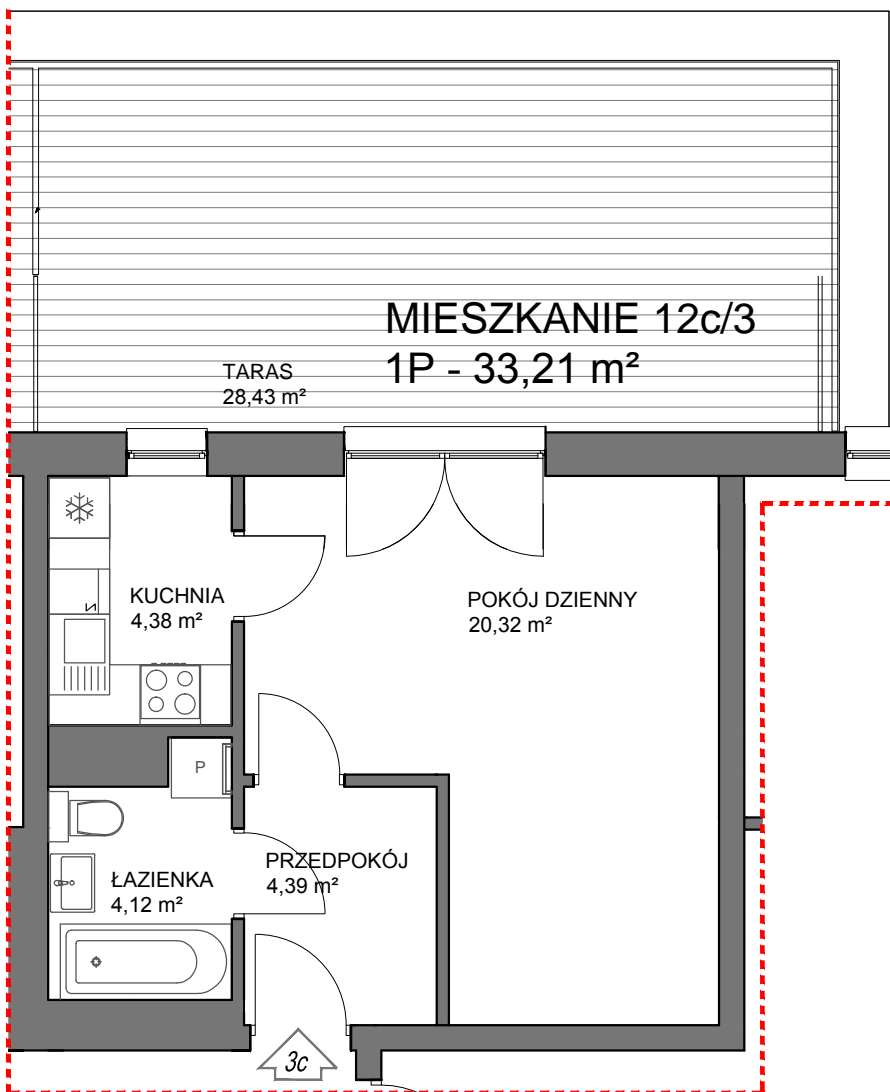 MIESZKANIE 12c/3
1P - 33,21 m²
TARAS
28,43 m²
KUCHNIA
4,38 m²
POKÓJ DZIENNY
20,32 m²
P
PRZEDPOKÓJ
4,39 m²
ŁAZIENKA
4,12 m²
3c